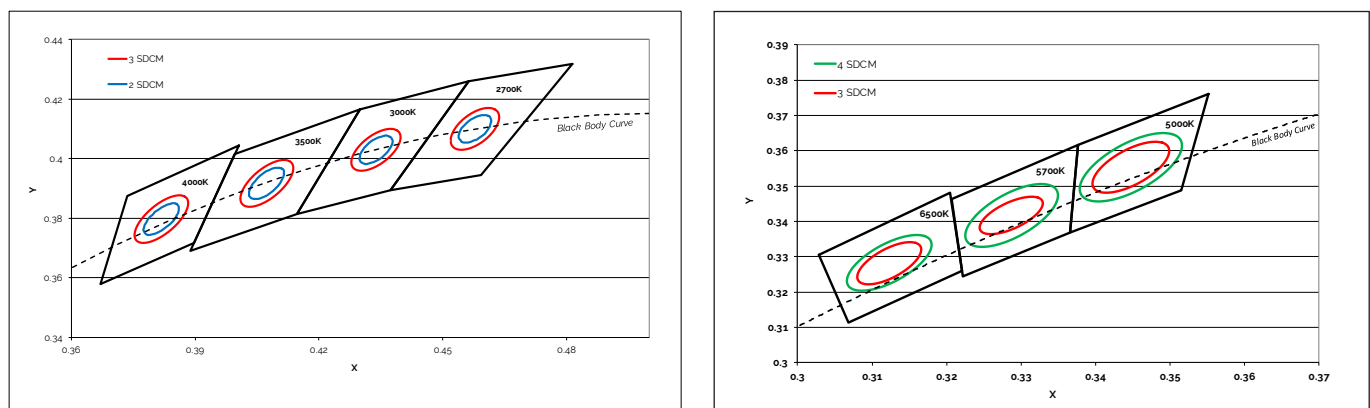 0.44
3 SDCM
2 SDCM
2700K
0.42
3000K
Black Body Curve
3500K
0.4
4000K
Y
0.38
0.36
0.34
0.36
0.39
0.42
0.45
0.48
X
0.39
4 SDCM
0.38
3 SDCM
0.37
5000K
Black Body Curve
0.36
5700K
0.35
Y
0.34
6500K
0.33
0.32
0.31
0.3
0.3
0.31
0.32
0.33
0.34
0.35
0.36
0.37
X